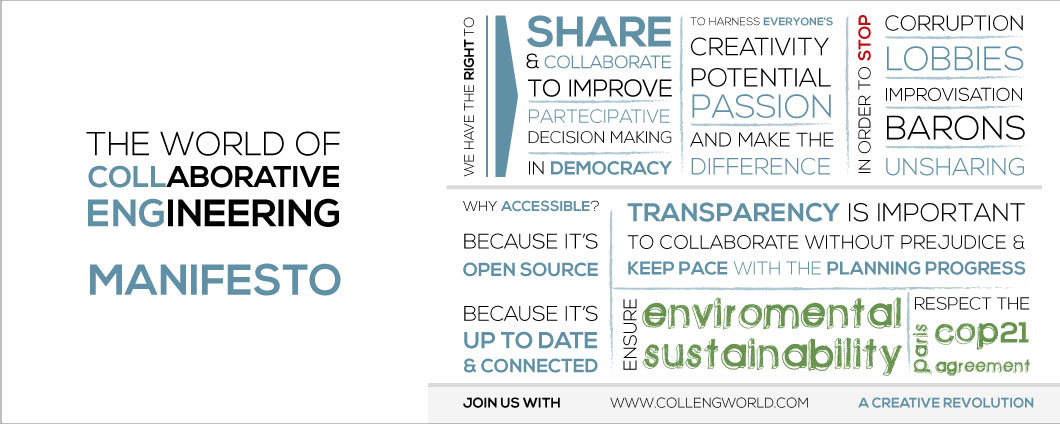 THE WORLD OF
COLLABORATIVE
ENGINEERING
MANIFESTO
WE HAVE THE RIGHT TO
SHARE
& COLLABORATE
TO IMPROVE
PARTECIPATIVE
DECISION MAKING
IN DEMOCRACY
TO HARNESS EVERYONE'S
CREATIVITY
POTENTIAL
PASSION
AND MAKE THE
DIFFERENCE
IN ORDER TO STOP
CORRUPTION
LOBBIES
IMPROVISATION
BARONS
UNSHARING
WHY ACCESSIBLE?
BECAUSE IT'S
OPEN SOURCE
BECAUSE IT'S
UP TO DATE
& CONNECTED
TRANSPARENCY IS IMPORTANT
TO COLLABORATE WITHOUT PREJUDICE &
KEEP PACE WITH THE PLANNING PROGRESS
ENSURE
enviromental
sustainability
RESPECT THE
paris
cop21
agreement
JOIN US WITH
WWW.COLLENGWORLD.COM
A CREATIVE REVOLUTION